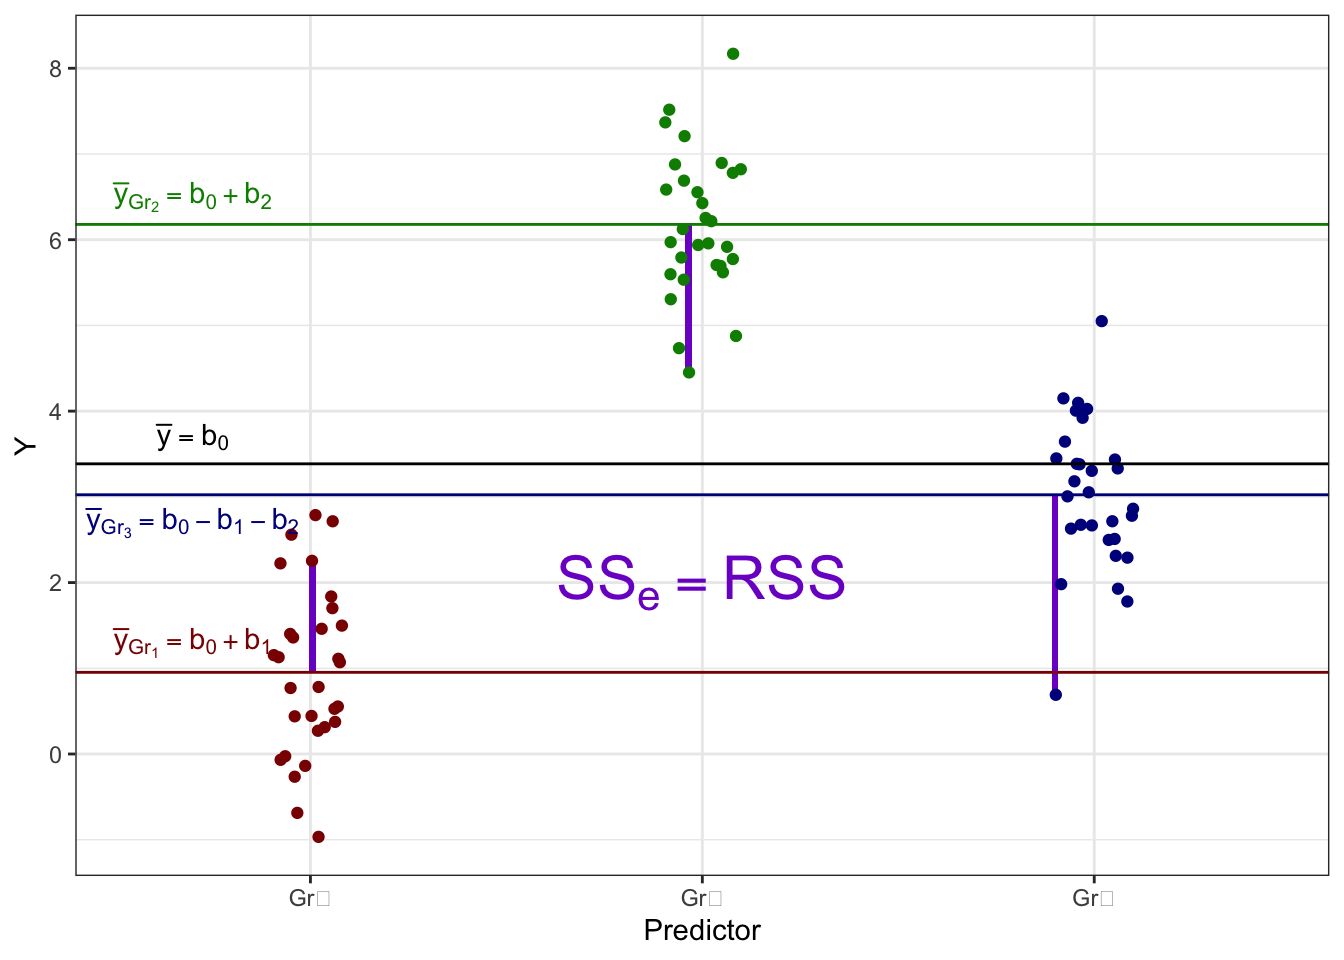 8
ȳGr₂ = b₀ + b₂
6
4
ȳ = b₀
Y
ȳGr₃ = b₀ − b₁ − b₂
2
SSₑ = RSS
ȳGr₁ = b₀ + b₁
0
Gr□ Gr□ Gr□
Predictor